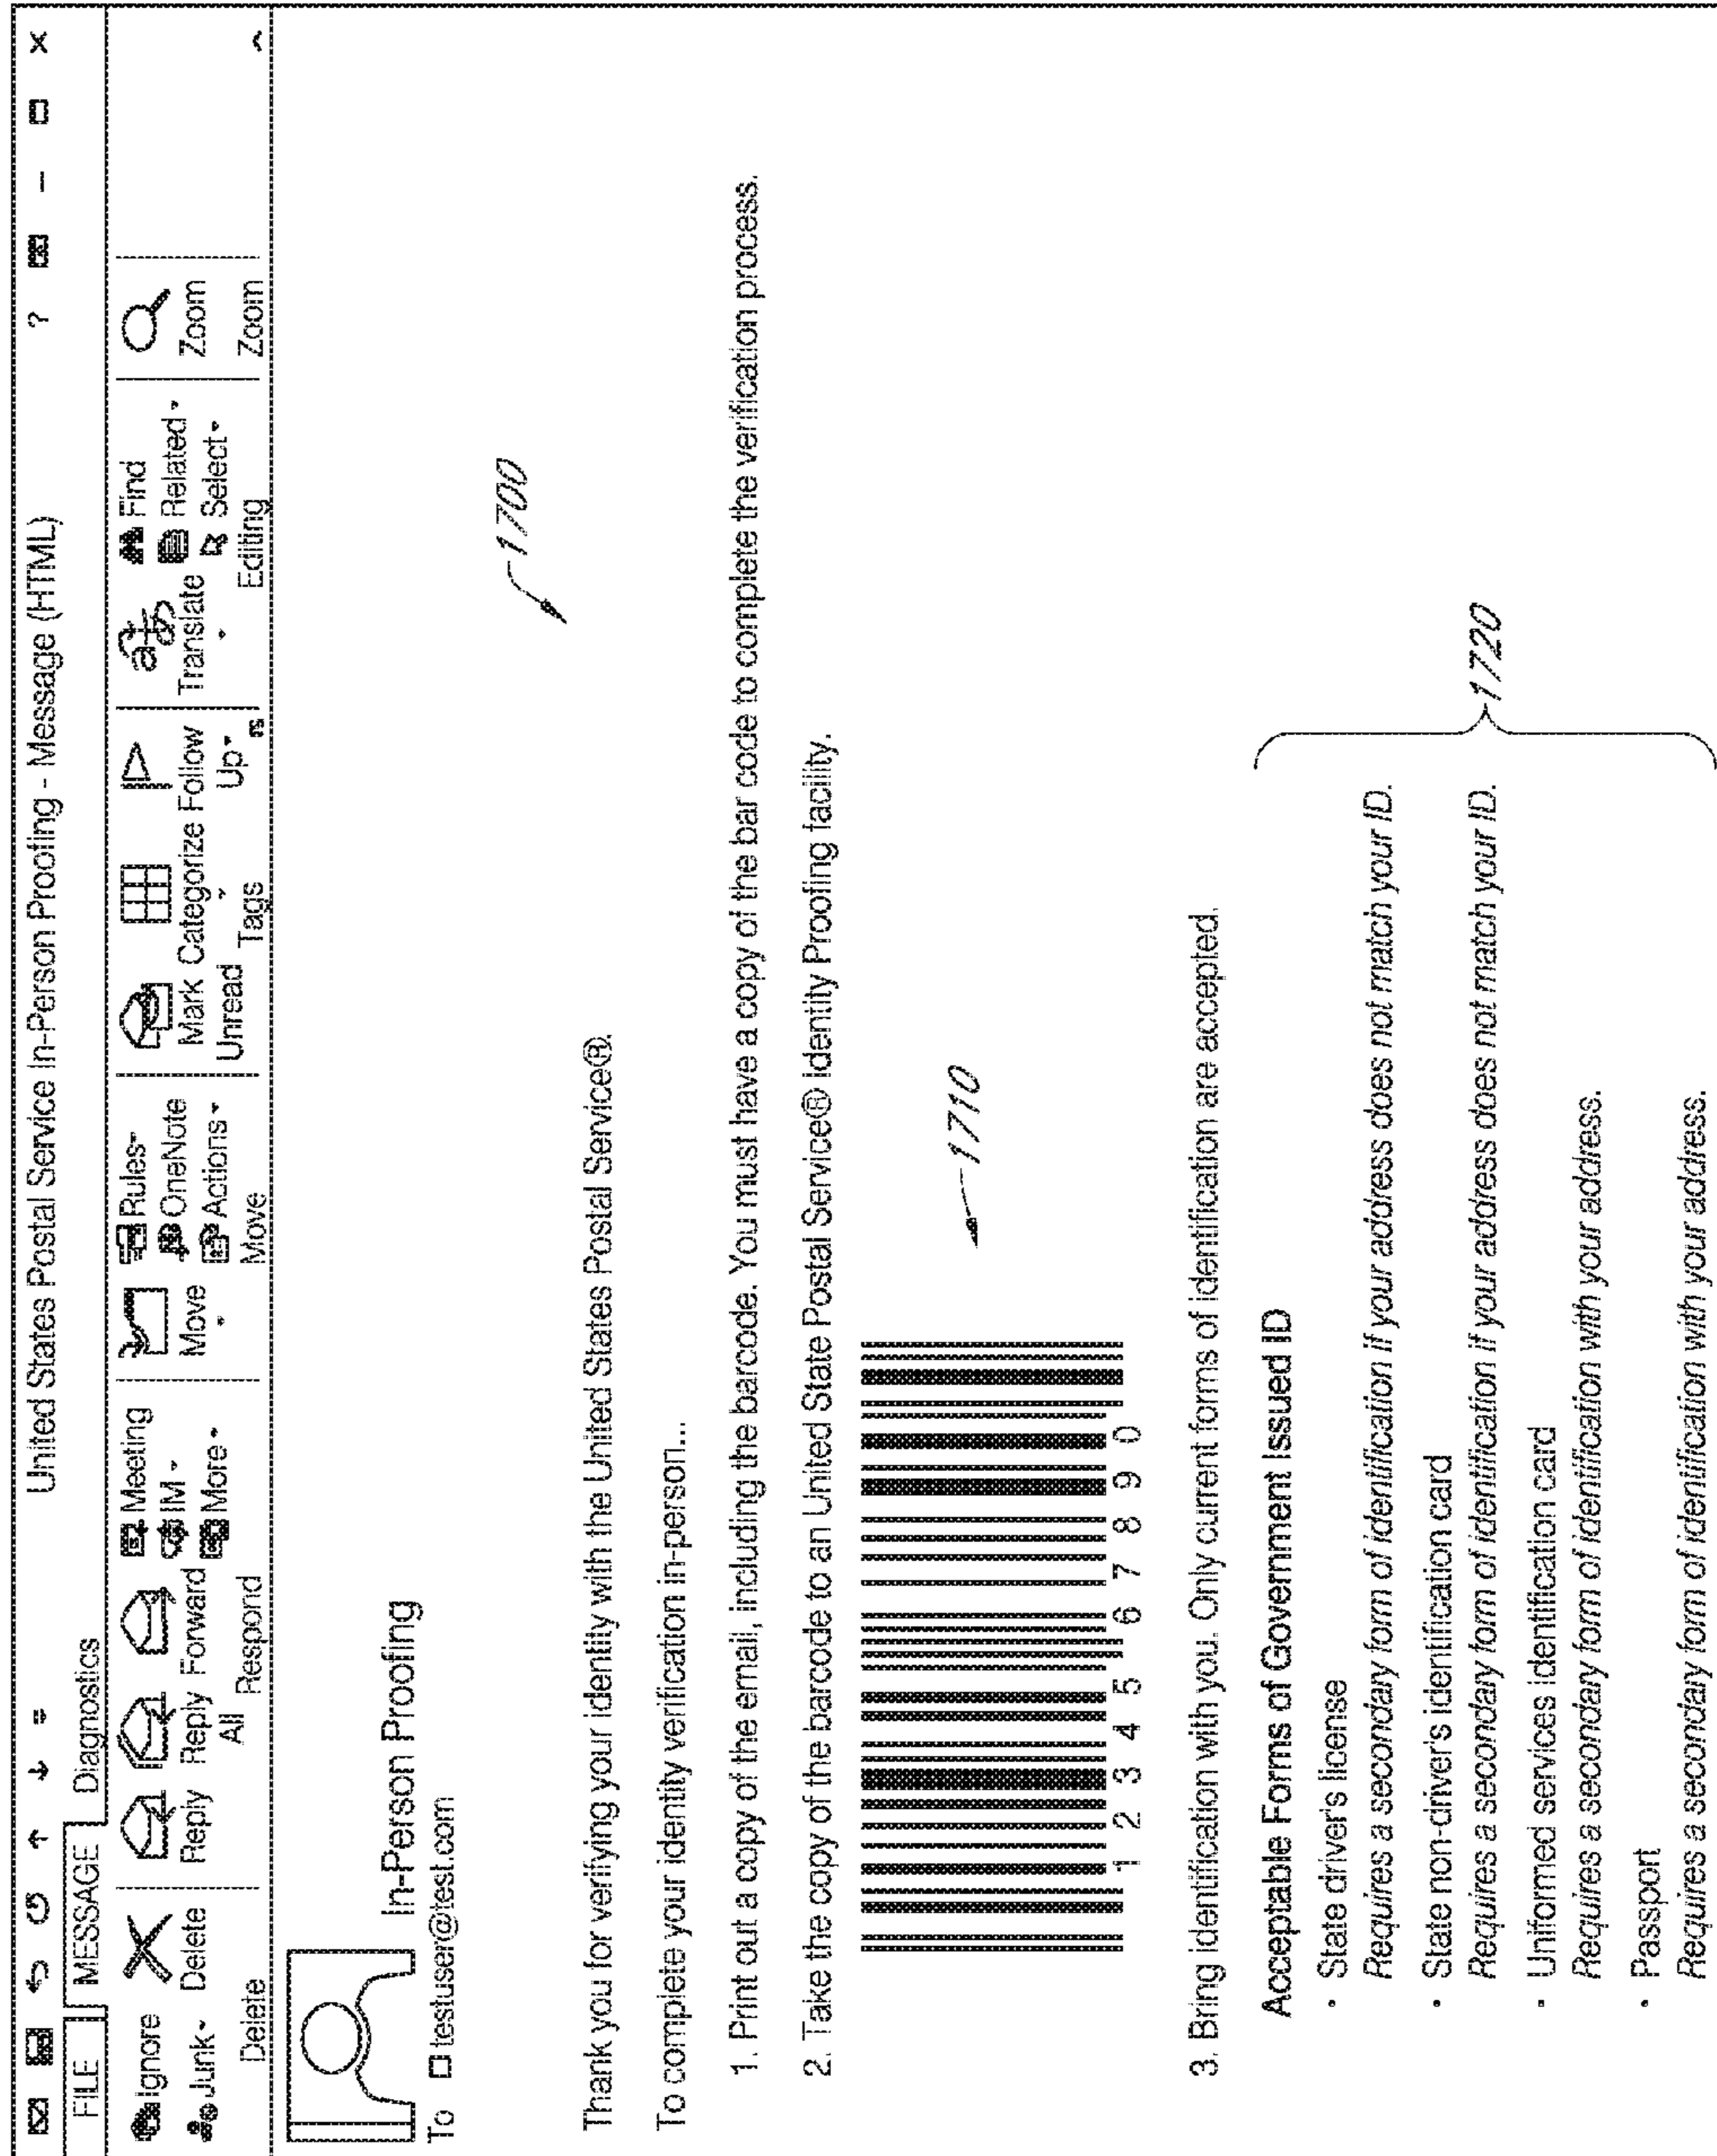 United States Postal Service In-Person Proofing - Message (HTML)
?
FILE
MESSAGE
Diagnostics
Ignore
Junk
Delete
Delete
Reply
Reply All
Forward
Meeting
IM
More
Respond
Move
Rules
OneNote
Actions
Move
Mark Unread
Categorize
Follow Up
Tags
Translate
Find
Related
Select
Editing
Zoom
Zoom
In-Person Proofing
To testuser@test.com
1700
Thank you for verifying your identity with the United States Postal Service®.
To complete your identity verification in-person...
1. Print out a copy of the email, including the barcode. You must have a copy of the bar code to complete the verification process.
2. Take the copy of the barcode to an United State Postal Service® Identity Proofing facility.
1710
1 2 3 4 5 6 7 8 9 0
3. Bring identification with you. Only current forms of identification are accepted.
Acceptable Forms of Government Issued ID
• State driver's license
Requires a secondary form of identification if your address does not match your ID.
• State non-driver's identification card
Requires a secondary form of identification if your address does not match your ID.
• Uniformed services identification card
Requires a secondary form of identification with your address.
• Passport
Requires a secondary form of identification with your address.
1720